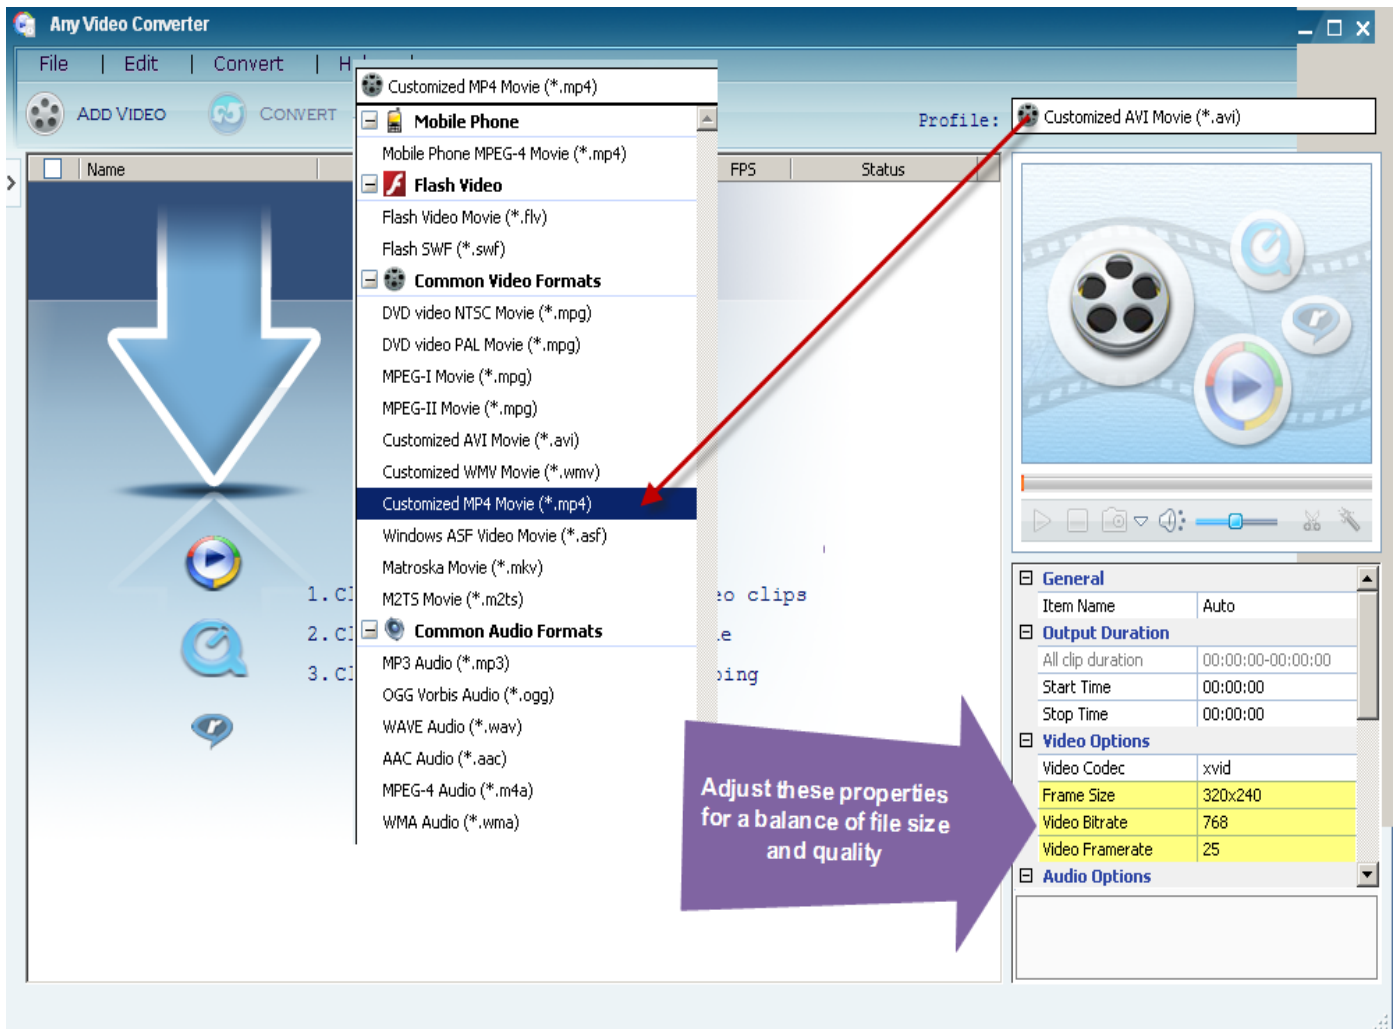 Any Video Converter
File | Edit | Convert | H
ADD VIDEO CONVERT
Profile: Customized AVI Movie (*.avi)
Name FPS Status
Customized MP4 Movie (*.mp4)
Mobile Phone
Mobile Phone MPEG-4 Movie (*.mp4)
Flash Video
Flash Video Movie (*.flv)
Flash SWF (*.swf)
Common Video Formats
DVD video NTSC Movie (*.mpg)
DVD video PAL Movie (*.mpg)
MPEG-I Movie (*.mpg)
MPEG-II Movie (*.mpg)
Customized AVI Movie (*.avi)
Customized WMV Movie (*.wmv)
Customized MP4 Movie (*.mp4)
Windows ASF Video Movie (*.asf)
Matroska Movie (*.mkv)
M2TS Movie (*.m2ts)
Common Audio Formats
MP3 Audio (*.mp3)
OGG Vorbis Audio (*.ogg)
WAVE Audio (*.wav)
AAC Audio (*.aac)
MPEG-4 Audio (*.m4a)
WMA Audio (*.wma)
1.Cl eo clips
2.Cl le
3.Cl ping
Adjust these properties
for a balance of file size
and quality
General
Item Name Auto
Output Duration
All clip duration 00:00:00-00:00:00
Start Time 00:00:00
Stop Time 00:00:00
Video Options
Video Codec xvid
Frame Size 320x240
Video Bitrate 768
Video Framerate 25
Audio Options